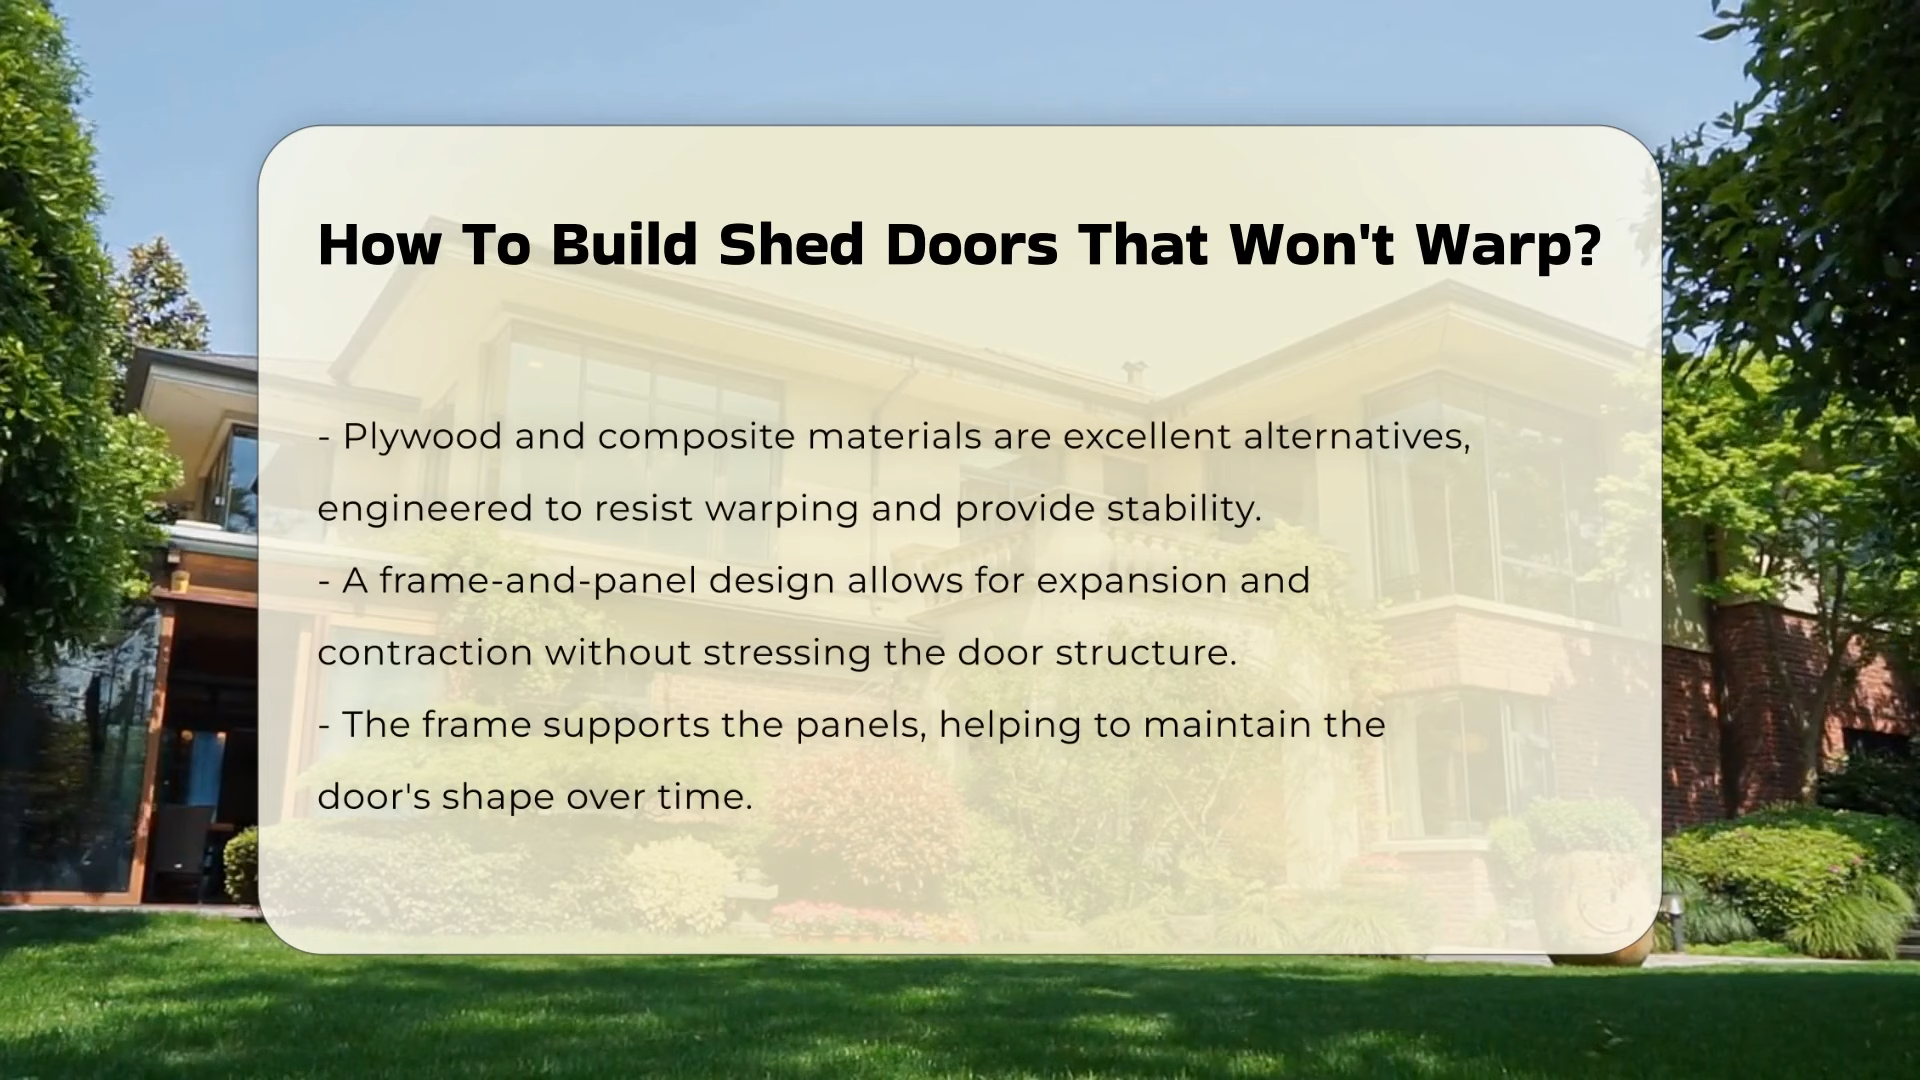 How To Build Shed Doors That Won't Warp?
- Plywood and composite materials are excellent alternatives,
engineered to resist warping and provide stability.
- A frame-and-panel design allows for expansion and
contraction without stressing the door structure.
- The frame supports the panels, helping to maintain the
door's shape over time.